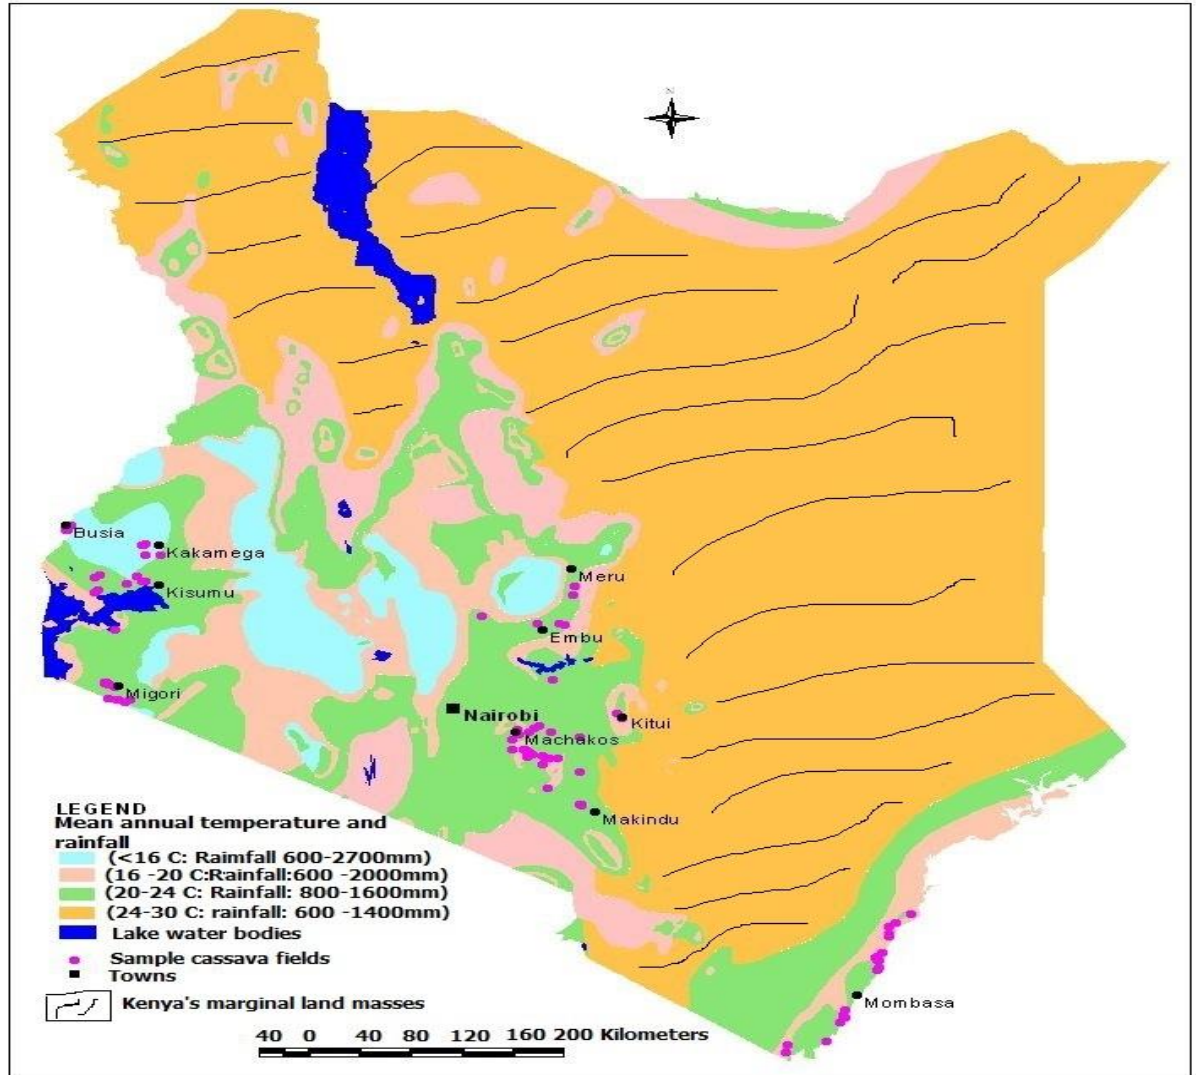 N
Busia
Kakamega
Kisumu
Meru
Embu
Migori
Nairobi
Kitui
Machakos
Makindu
Mombasa
LEGEND
Mean annual temperature and
rainfall
(<16 C: Raimfall 600-2700mm)
(16 -20 C:Rainfall:600 -2000mm)
(20-24 C: Rainfall: 800-1600mm)
(24-30 C: rainfall: 600 -1400mm)
Lake water bodies
Sample cassava fields
Towns
Kenya's marginal land masses
40 0 40 80 120 160 200 Kilometers